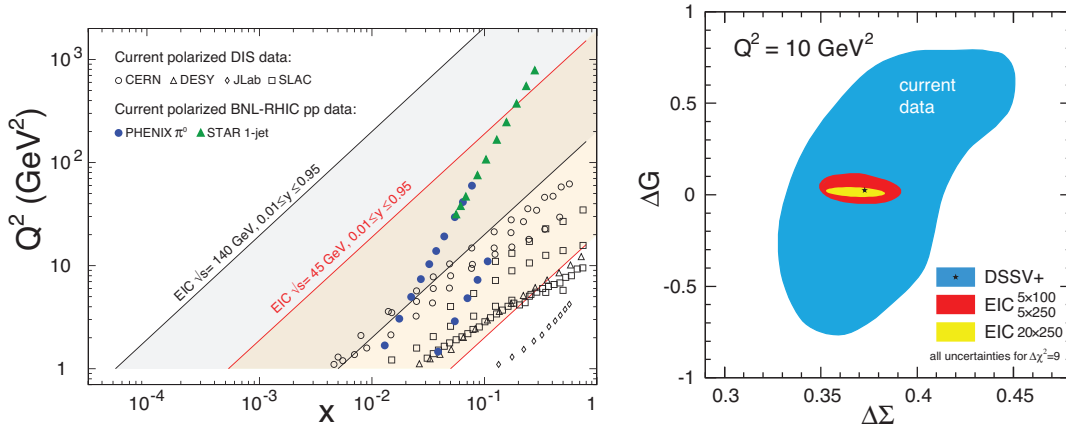 Q² (GeV²)
10³
10²
10
1
Current polarized DIS data:
○ CERN △ DESY ◊ JLab □ SLAC
Current polarized BNL-RHIC pp data:
● PHENIX π⁰ ▲ STAR 1-jet
EIC √s= 140 GeV, 0.01≤y≤0.95
EIC √s= 45 GeV, 0.01≤y≤0.95
10⁻⁴
10⁻³
10⁻²
10⁻¹
1
x
Q² = 10 GeV²
current
data
ΔG
1
0.5
0
-0.5
-1
DSSV+
EIC 5×100
5×250
EIC 20×250
all uncertainties for Δχ²=9
0.3
0.35
0.4
0.45
ΔΣ